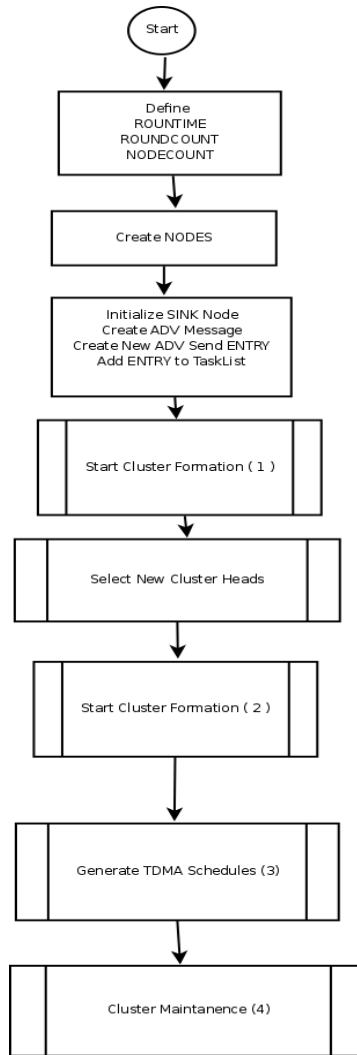 Start
Define
ROUNTIME
ROUNDCOUNT
NODECOUNT
Create NODES
Initialize SINK Node
Create ADV Message
Create New ADV Send ENTRY
Add ENTRY to TaskList
Start Cluster Formation ( 1 )
Select New Cluster Heads
Start Cluster Formation ( 2 )
Generate TDMA Schedules (3)
Cluster Maintanence (4)